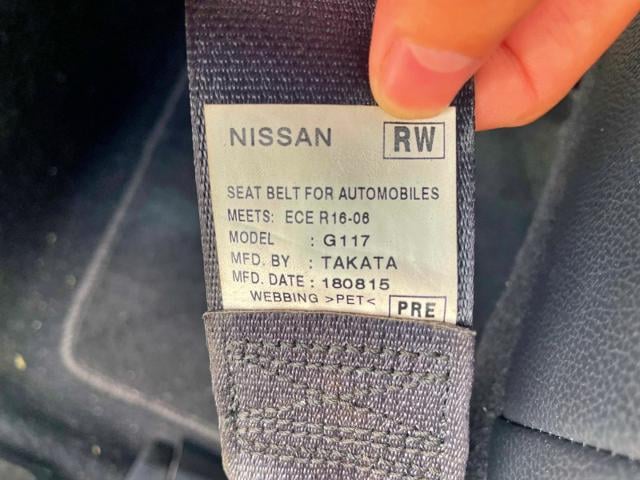 NISSAN RW
SEAT BELT FOR AUTOMOBILES
MEETS: ECE R16-06
MODEL : G117
MFD. BY : TAKATA
MFD. DATE : 180815
WEBBING >PET< PRE